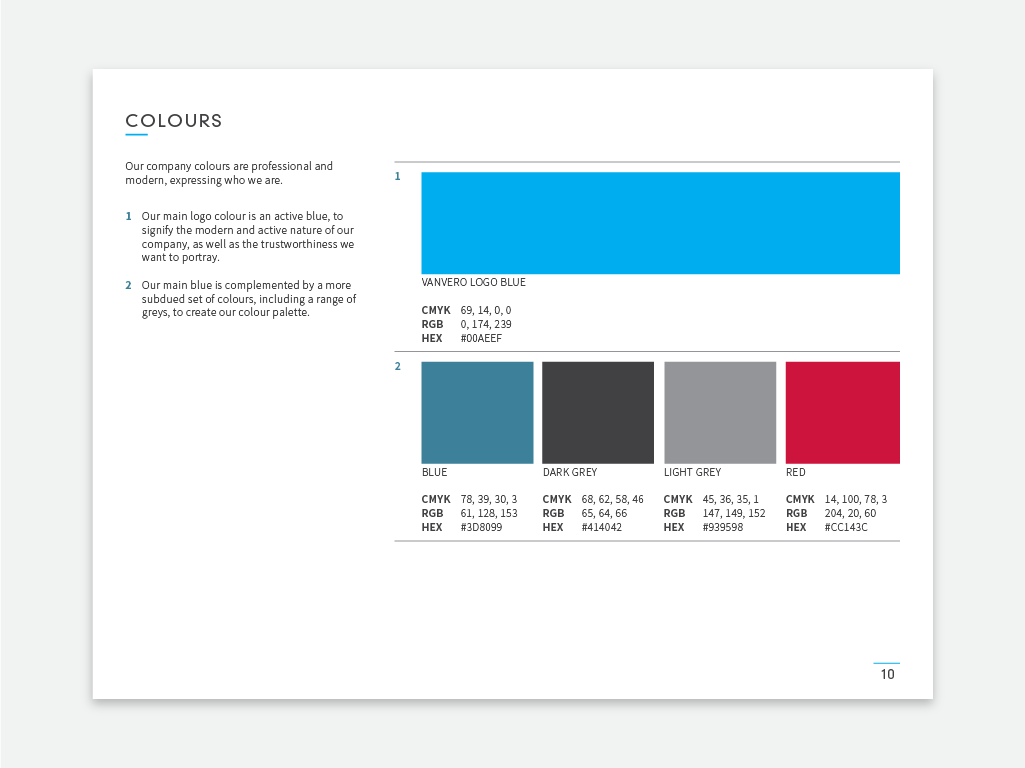 COLOURS
Our company colours are professional and
modern, expressing who we are.
1 Our main logo colour is an active blue, to
signify the modern and active nature of our
company, as well as the trustworthiness we
want to portray.
2 Our main blue is complemented by a more
subdued set of colours, including a range of
greys, to create our colour palette.
1
VANVERO LOGO BLUE
CMYK 69, 14, 0, 0
RGB 0, 174, 239
HEX #00AEEF
2
BLUE DARK GREY LIGHT GREY RED
CMYK 78, 39, 30, 3 CMYK 68, 62, 58, 46 CMYK 45, 36, 35, 1 CMYK 14, 100, 78, 3
RGB 61, 128, 153 RGB 65, 64, 66 RGB 147, 149, 152 RGB 204, 20, 60
HEX #3D8099 HEX #414042 HEX #939598 HEX #CC143C
10